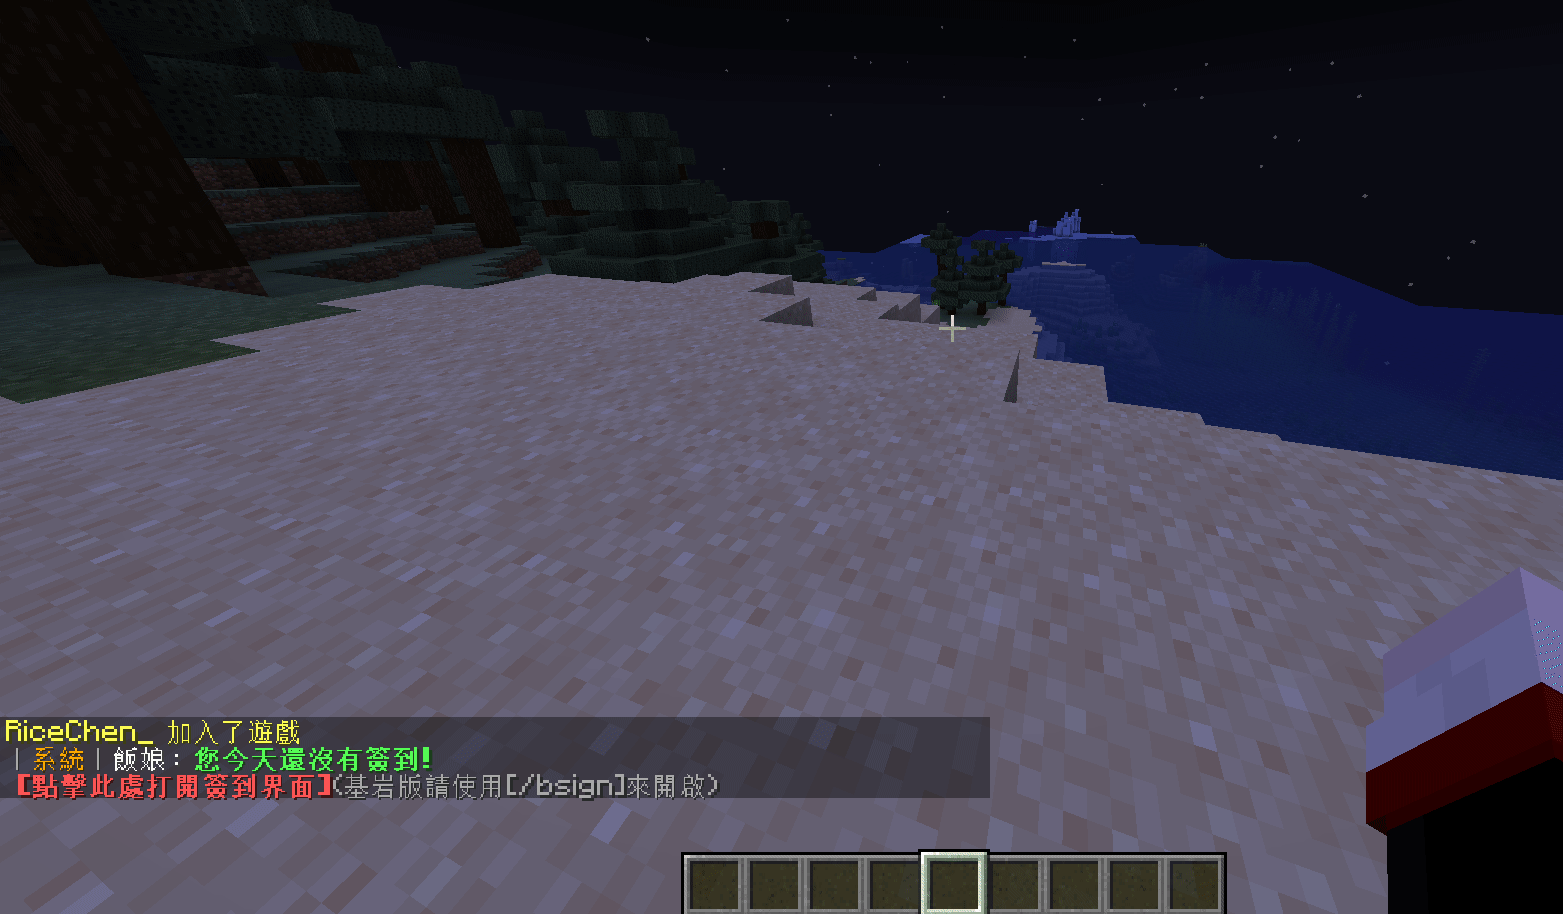 RiceChen_ 加入了遊戲
|系統|飯娘: 您今天還沒有簽到!
[點擊此處打開簽到界面](基岩版請使用[/bsign]來開啟)